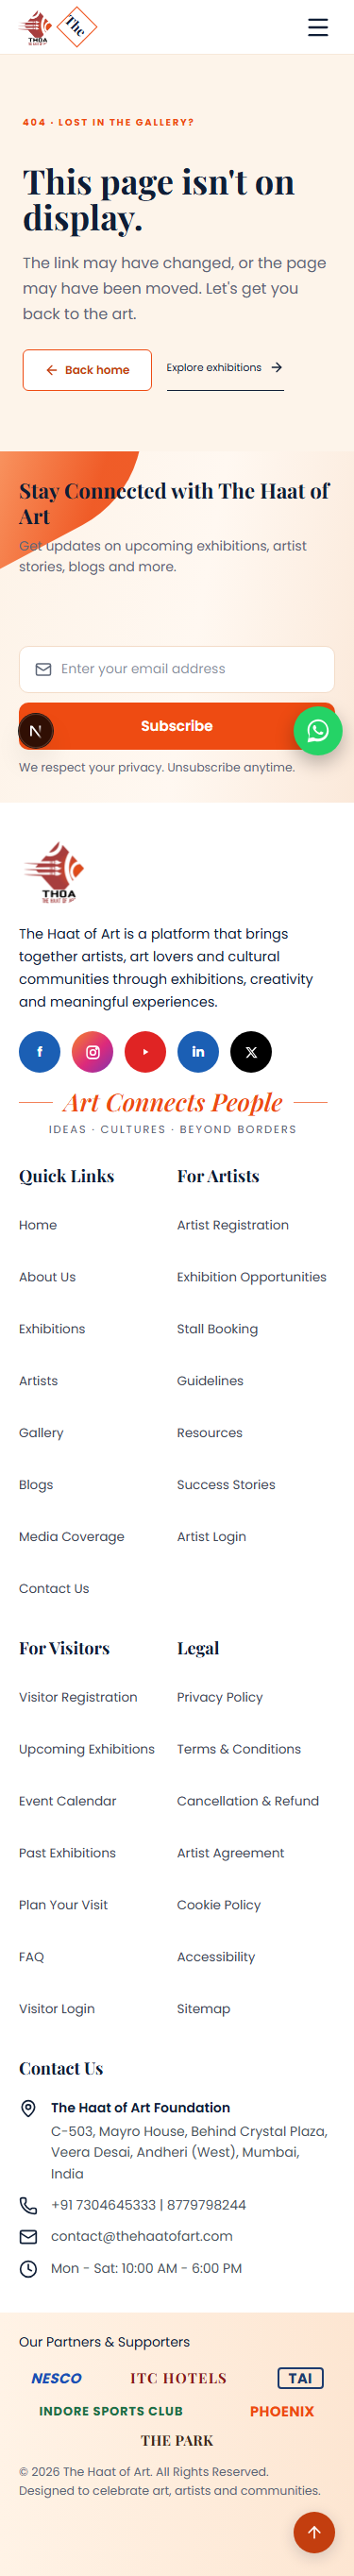 THOA
THE HAAT OF ART
The
404 · LOST IN THE GALLERY?
This page isn't on
display.
The link may have changed, or the page
may have been moved. Let's get you
back to the art.
Back home
Explore exhibitions
Stay Connected with The Haat of
Art
Get updates on upcoming exhibitions, artist
stories, blogs and more.
Enter your email address
N
Subscribe
We respect your privacy. Unsubscribe anytime.
THOA
THE HAAT OF ART
The Haat of Art is a platform that brings
together artists, art lovers and cultural
communities through exhibitions, creativity
and meaningful experiences.
f
in
X
Art Connects People
IDEAS · CULTURES · BEYOND BORDERS
Quick Links
Home
About Us
Exhibitions
Artists
Gallery
Blogs
Media Coverage
Contact Us
For Artists
Artist Registration
Exhibition Opportunities
Stall Booking
Guidelines
Resources
Success Stories
Artist Login
For Visitors
Visitor Registration
Upcoming Exhibitions
Event Calendar
Past Exhibitions
Plan Your Visit
FAQ
Visitor Login
Legal
Privacy Policy
Terms & Conditions
Cancellation & Refund
Artist Agreement
Cookie Policy
Accessibility
Sitemap
Contact Us
The Haat of Art Foundation
C-503, Mayro House, Behind Crystal Plaza,
Veera Desai, Andheri (West), Mumbai,
India
+91 7304645333 | 8779798244
contact@thehaatofart.com
Mon - Sat: 10:00 AM - 6:00 PM
Our Partners & Supporters
NESCO
ITC HOTELS
TAI
INDORE SPORTS CLUB
PHOENIX
THE PARK
© 2026 The Haat of Art. All Rights Reserved.
Designed to celebrate art, artists and communities.